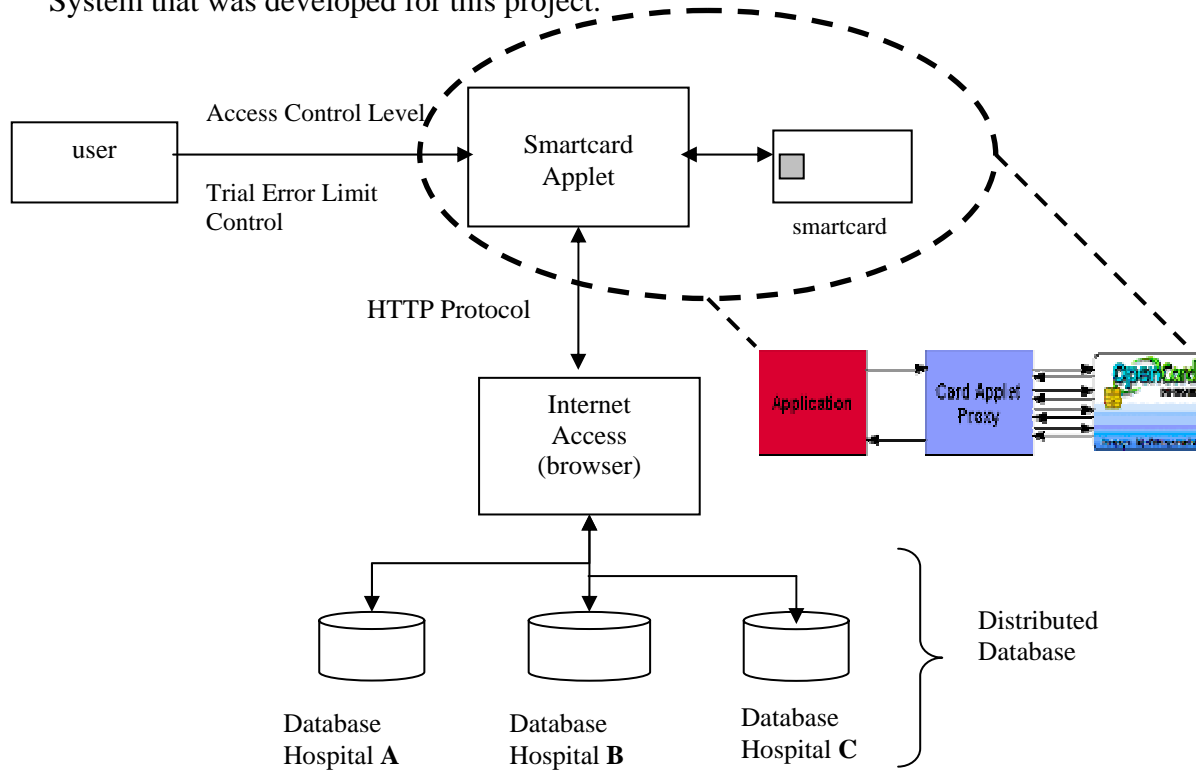 System that was developed for this project.
Access Control Level
user
Smartcard
Applet
Trial Error Limit
Control
smartcard
HTTP Protocol
Internet
Access
(browser)
Application
Card Applet
Proxy
OpenCard
Distributed
Database
Database
Hospital A
Database
Hospital B
Database
Hospital C